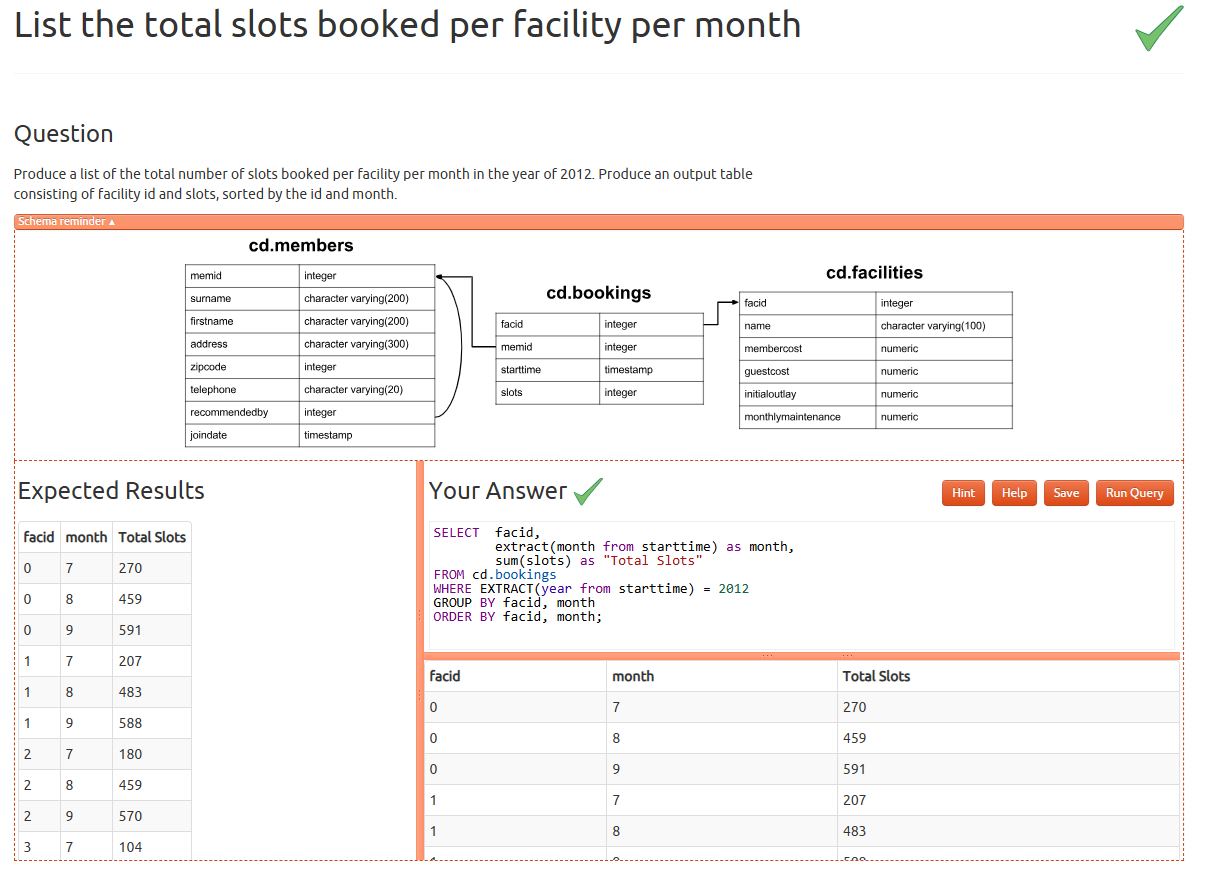 List the total slots booked per facility per month
Question
Produce a list of the total number of slots booked per facility per month in the year of 2012. Produce an output table
consisting of facility id and slots, sorted by the id and month.
Schema reminder ▲
cd.members
memid integer
surname character varying(200)
firstname character varying(200)
address character varying(300)
zipcode integer
telephone character varying(20)
recommendedby integer
joindate timestamp
cd.bookings
facid integer
memid integer
starttime timestamp
slots integer
cd.facilities
facid integer
name character varying(100)
membercost numeric
guestcost numeric
initialoutlay numeric
monthlymaintenance numeric
Expected Results
facid month Total Slots
0 7 270
0 8 459
0 9 591
1 7 207
1 8 483
1 9 588
2 7 180
2 8 459
2 9 570
3 7 104
Your Answer
Hint Help Save Run Query
SELECT  facid,
        extract(month from starttime) as month,
        sum(slots) as "Total Slots"
FROM cd.bookings
WHERE EXTRACT(year from starttime) = 2012
GROUP BY facid, month
ORDER BY facid, month;
facid month Total Slots
0 7 270
0 8 459
0 9 591
1 7 207
1 8 483